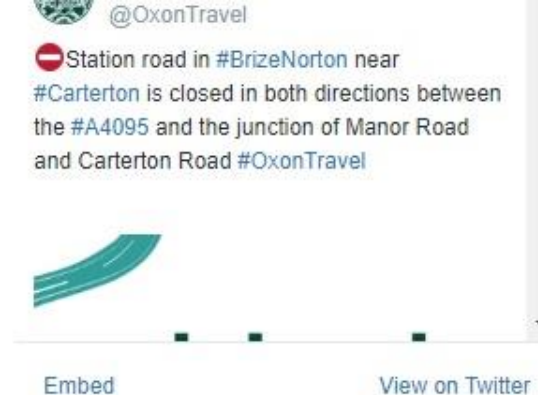 @OxonTravel
Station road in #BrizeNorton near
#Carterton is closed in both directions between
the #A4095 and the junction of Manor Road
and Carterton Road #OxonTravel
Embed
View on Twitter